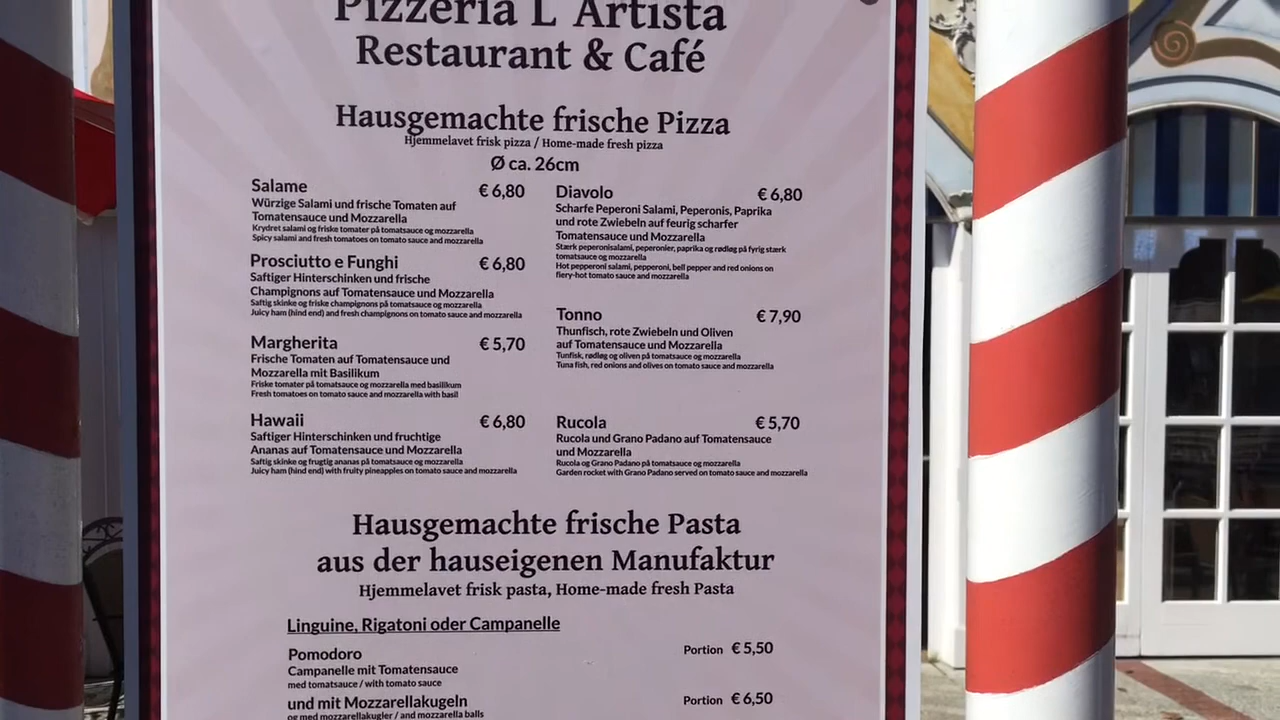 Pizzeria L'Artista
Restaurant & Café
Hausgemachte frische Pizza
Hjemmelavet frisk pizza / Home-made fresh pizza
Ø ca. 26cm
Salame € 6,80
Würzige Salami und frische Tomaten auf
Tomatensauce und Mozzarella
Krydret salami og friske tomater på tomatsauce og mozzarella
Spicy salami and fresh tomatoes on tomato sauce and mozzarella
Prosciutto e Funghi € 6,80
Saftiger Hinterschinken und frische
Champignons auf Tomatensauce und Mozzarella
Saftig skinke og friske champignons på tomatsauce og mozzarella
Juicy ham (hind end) and fresh champignons on tomato sauce and mozzarella
Margherita € 5,70
Frische Tomaten auf Tomatensauce und
Mozzarella mit Basilikum
Friske tomater på tomatsauce og mozzarella med basilikum
Fresh tomatoes on tomato sauce and mozzarella with basil
Hawaii € 6,80
Saftiger Hinterschinken und fruchtige
Ananas auf Tomatensauce und Mozzarella
Saftig skinke og frugtig ananas på tomatsauce og mozzarella
Juicy ham (hind end) with fruity pineapples on tomato sauce and mozzarella
Diavolo € 6,80
Scharfe Peperoni Salami, Peperonis, Paprika
und rote Zwiebeln auf feurig scharfer
Tomatensauce und Mozzarella
Stærk peperonisalami, peperonier, paprika og rødløg på fyrig stærk
tomatsauce og mozzarella
Hot pepperoni salami, pepperoni, bell pepper and red onions on
fiery-hot tomato sauce and mozzarella
Tonno € 7,90
Thunfisch, rote Zwiebeln und Oliven
auf Tomatensauce und Mozzarella
Tunfisk, rødløg og oliven på tomatsauce og mozzarella
Tuna fish, red onions and olives on tomato sauce and mozzarella
Rucola € 5,70
Rucola und Grano Padano auf Tomatensauce
und Mozzarella
Rucola og Grano Padano på tomatsauce og mozzarella
Garden rocket with Grano Padano served on tomato sauce and mozzarella
Hausgemachte frische Pasta
aus der hauseigenen Manufaktur
Hjemmelavet frisk pasta, Home-made fresh Pasta
Linguine, Rigatoni oder Campanelle
Pomodoro Portion € 5,50
Campanelle mit Tomatensauce
med tomatsauce / with tomato sauce
und mit Mozzarellakugeln Portion € 6,50
og med mozzarellakugler / and mozzarella balls